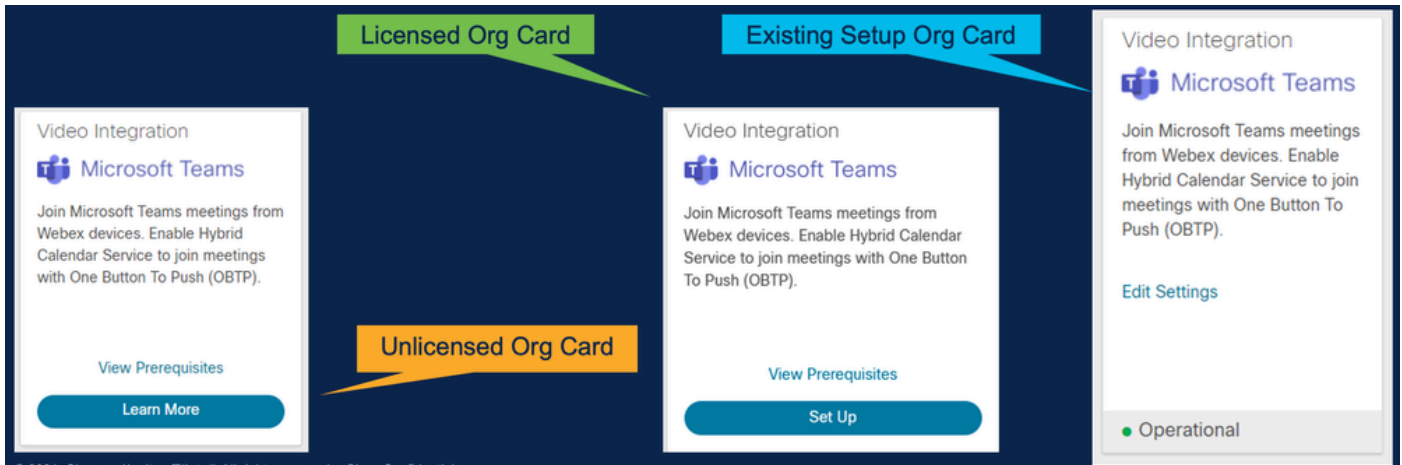 Licensed Org Card
Existing Setup Org Card
Video Integration
Microsoft Teams
Join Microsoft Teams meetings from
Webex devices. Enable Hybrid
Calendar Service to join meetings
with One Button To Push (OBTP).
View Prerequisites
Learn More
Unlicensed Org Card
Video Integration
Microsoft Teams
Join Microsoft Teams meetings from
Webex devices. Enable Hybrid Calendar
Service to join meetings with One Button
To Push (OBTP).
View Prerequisites
Set Up
Video Integration
Microsoft Teams
Join Microsoft Teams meetings
from Webex devices. Enable
Hybrid Calendar Service to join
meetings with One Button To
Push (OBTP).
Edit Settings
Operational